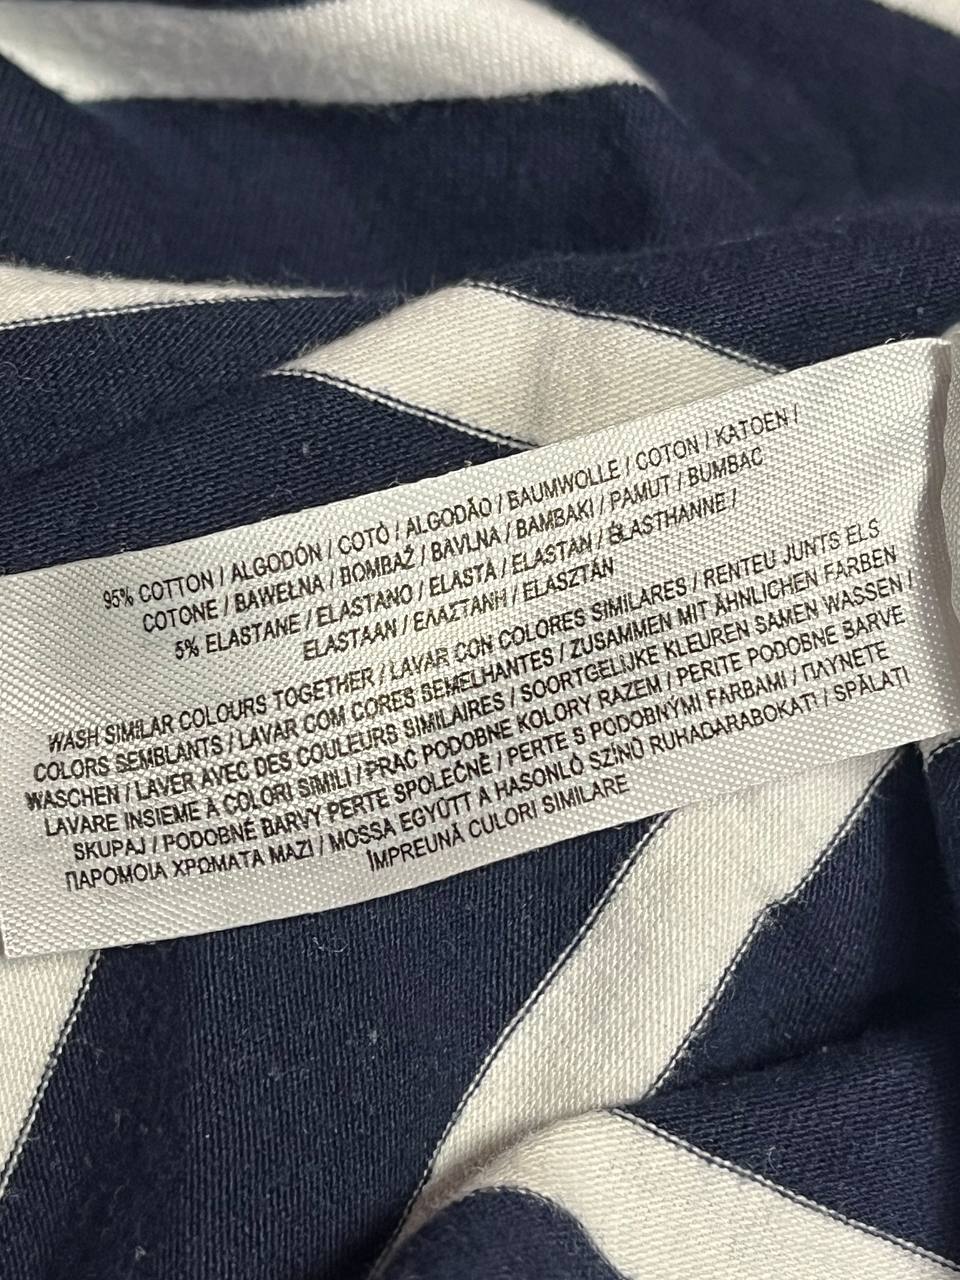 95% COTTON / ALGODÓN / COTÓ / ALGODÃO / BAUMWOLLE / COTON / KATOEN /
COTONE / BAWEŁNA / BOMBAŽ / BAVLNA / BAMBAKI / PAMUT / BUMBAC
5% ELASTANE / ELASTANO / ELASTÀ / ELASTAN / ÉLASTHANNE /
ELASTAAN / ΕΛΑΣΤΑΝΗ / ELASZTÁN
WASH SIMILAR COLOURS TOGETHER / LAVAR CON COLORES SIMILARES / RENTEU JUNTS ELS
COLORS SEMBLANTS / LAVAR COM CORES SEMELHANTES / ZUSAMMEN MIT ÄHNLICHEN FARBEN
WASCHEN / LAVER AVEC DES COULEURS SIMILAIRES / SOORTGELIJKE KLEUREN SAMEN WASSEN /
LAVARE INSIEME A COLORI SIMILI / PRAĆ PODOBNE KOLORY RAZEM / PERITE PODOBNE BARVE
SKUPAJ / PODOBNÉ BARVY PERTE SPOLEČNĚ / PERTE S PODOBNÝMI FARBAMI / ΠΛΥΝΕΤΕ
ΠΑΡΟΜΟΙΑ ΧΡΩΜΑΤΑ ΜΑΖΙ / MOSSA EGYÜTT A HASONLÓ SZÍNŰ RUHADARABOKAT! / SPĂLAȚI
ÎMPREUNĂ CULORI SIMILARE